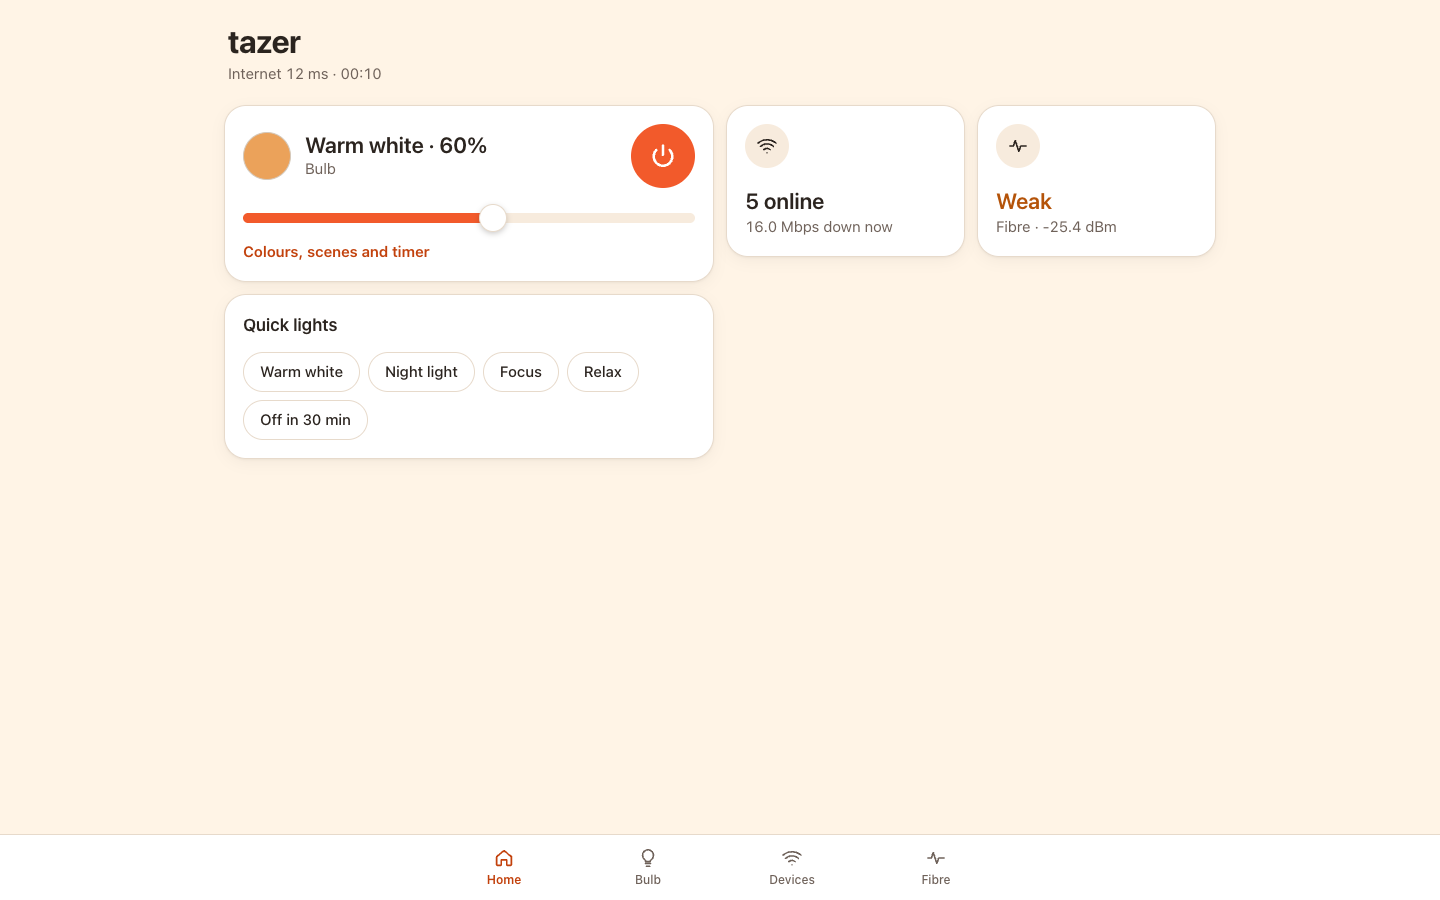 tazer
Internet 12 ms · 00:10
Warm white · 60%
Bulb
Colours, scenes and timer
5 online
16.0 Mbps down now
Weak
Fibre · -25.4 dBm
Quick lights
Warm white
Night light
Focus
Relax
Off in 30 min
Home
Bulb
Devices
Fibre